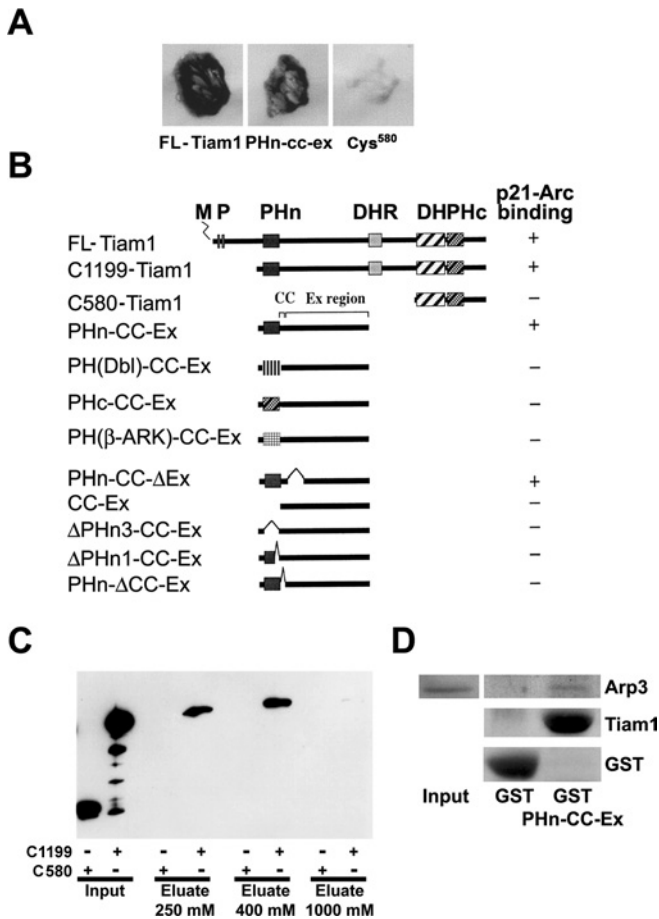 A
FL-Tiam1 PHn-cc-ex Cys580
B
p21-Arc
binding
M P PHn DHR DH PHc
FL-Tiam1 +
C1199-Tiam1 +
C580-Tiam1 –
CC Ex region
PHn-CC-Ex +
PH(Dbl)-CC-Ex –
PHc-CC-Ex –
PH(β-ARK)-CC-Ex –
PHn-CC-ΔEx +
CC-Ex –
ΔPHn3-CC-Ex –
ΔPHn1-CC-Ex –
PHn-ΔCC-Ex –
C
C1199 - + - + - + - +
C580 + - + - + - + -
Input Eluate Eluate Eluate
250 mM 400 mM 1000 mM
D
Arp3
Tiam1
GST
Input GST GST
PHn-CC-Ex